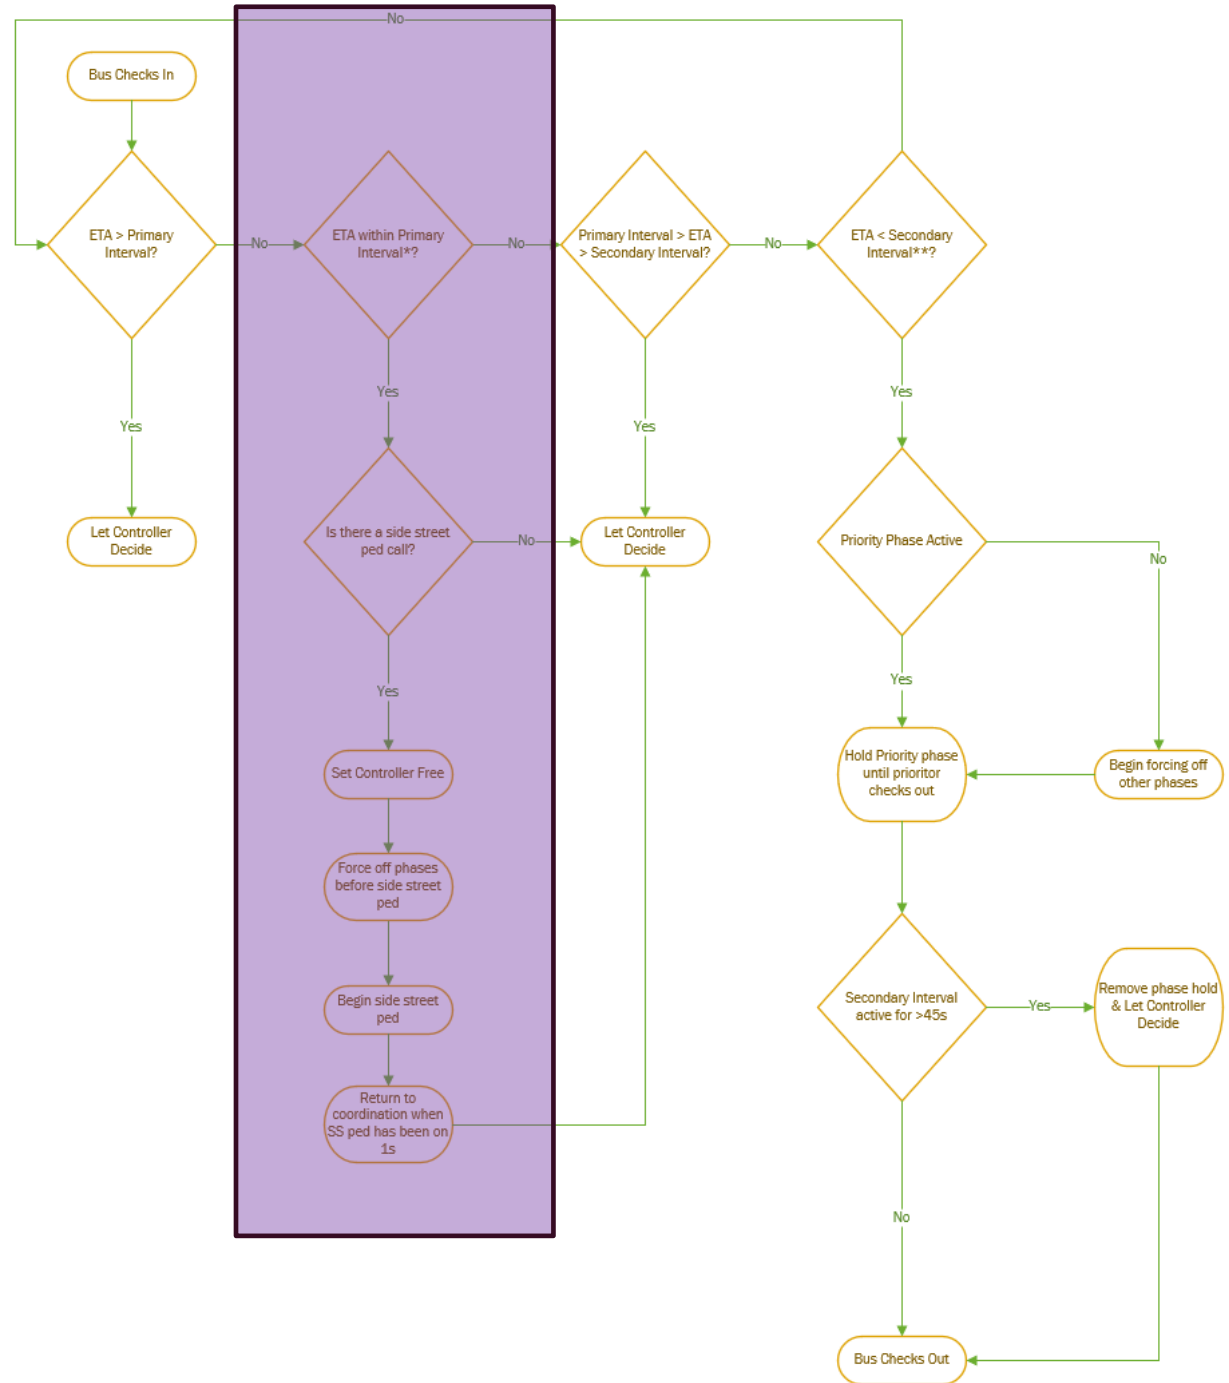 No
Bus Checks In
ETA > Primary
Interval?
No
ETA within Primary
Interval*?
No
Primary Interval > ETA
> Secondary Interval?
No
ETA < Secondary
Interval**?
Yes
Yes
Yes
Yes
Let Controller
Decide
Is there a side street
ped call?
No
Let Controller
Decide
Priority Phase Active
No
Yes
Yes
Set Controller Free
Hold Priority phase
until prioritor
checks out
Begin forcing off
other phases
Force off phases
before side street
ped
Begin side street
ped
Secondary Interval
active for >45s
Yes
Remove phase hold
& Let Controller
Decide
Return to
coordination when
SS ped has been on
1s
No
Bus Checks Out